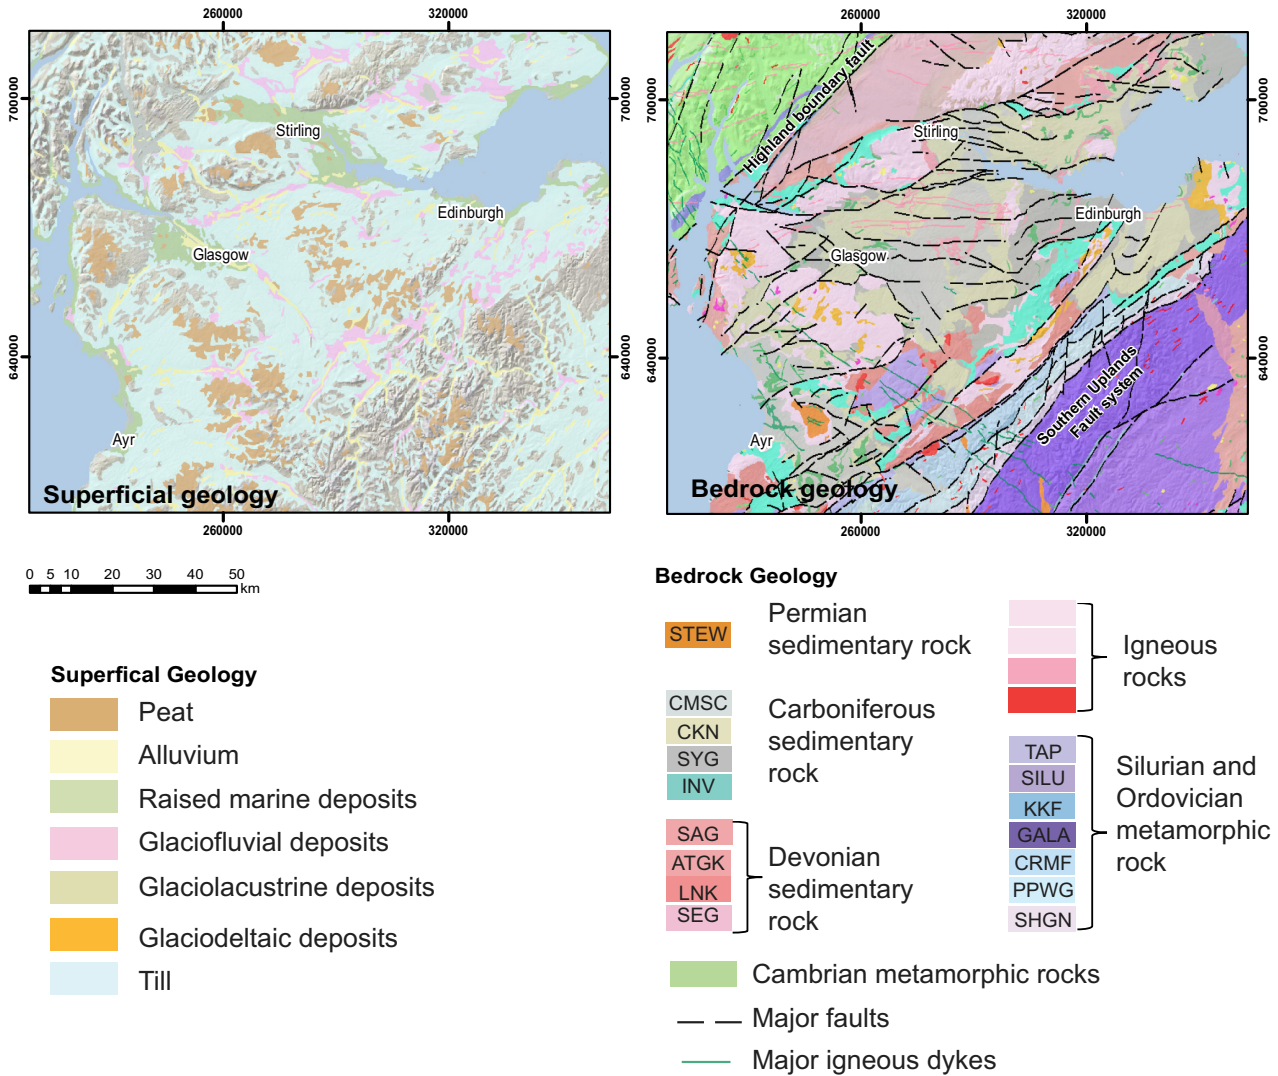 260000
320000
260000
320000
700000
640000
Stirling
Edinburgh
Glasgow
Ayr
Superficial geology
700000
640000
260000
320000
700000
640000
Highland boundary fault
Stirling
Edinburgh
Glasgow
Southern Uplands
Fault system
Ayr
Bedrock geology
700000
640000
260000
320000
0 5 10 20 30 40 50
km
Superfical Geology
Peat
Alluvium
Raised marine deposits
Glaciofluvial deposits
Glaciolacustrine deposits
Glaciodeltaic deposits
Till
Bedrock Geology
STEW
Permian
sedimentary rock
CMSC
CKN
SYG
INV
Carboniferous
sedimentary
rock
SAG
ATGK
LNK
SEG
Devonian
sedimentary
rock
Igneous
rocks
TAP
SILU
KKF
GALA
CRMF
PPWG
SHGN
Silurian and
Ordovician
metamorphic
rock
Cambrian metamorphic rocks
Major faults
Major igneous dykes